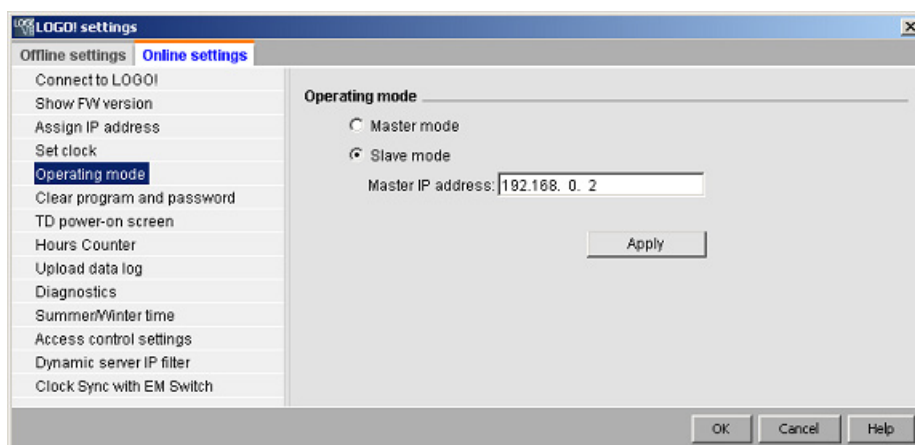 LOGO! settings
Offline settings
Online settings
Connect to LOGO!
Show FW version
Assign IP address
Set clock
Operating mode
Clear program and password
TD power-on screen
Hours Counter
Upload data log
Diagnostics
Summer/Winter time
Access control settings
Dynamic server IP filter
Clock Sync with EM Switch
Operating mode
Master mode
Slave mode
Master IP address: 192.168. 0. 2
Apply
OK
Cancel
Help